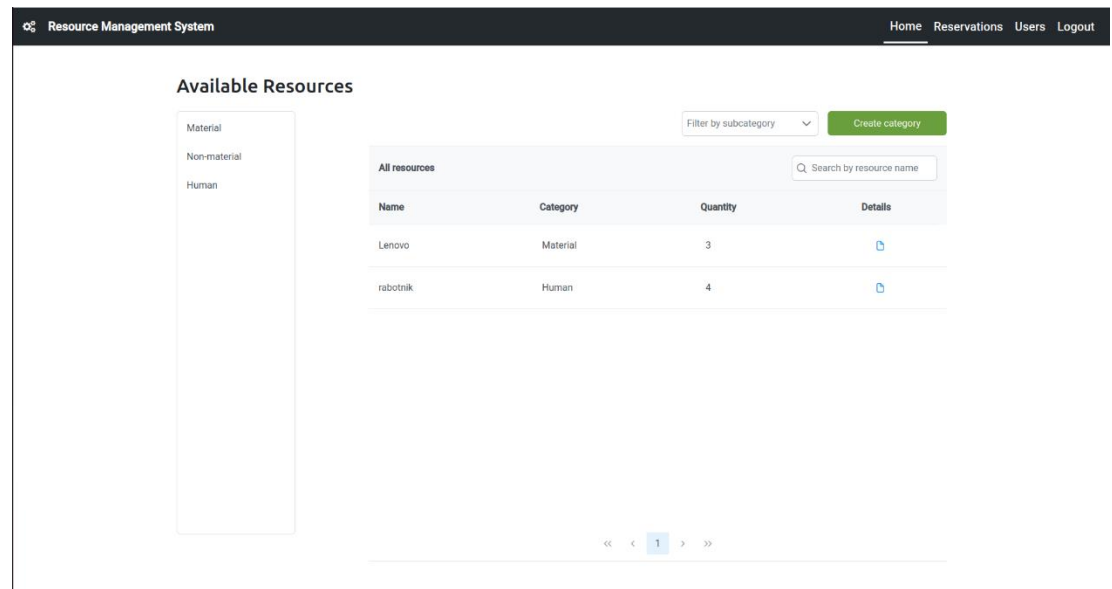 Resource Management System Home Reservations Users Logout
Available Resources
Material
Non-material
Human
Filter by subcategory Create category
All resources Search by resource name
Name Category Quantity Details
Lenovo Material 3
rabotnik Human 4
<< < 1 > >>